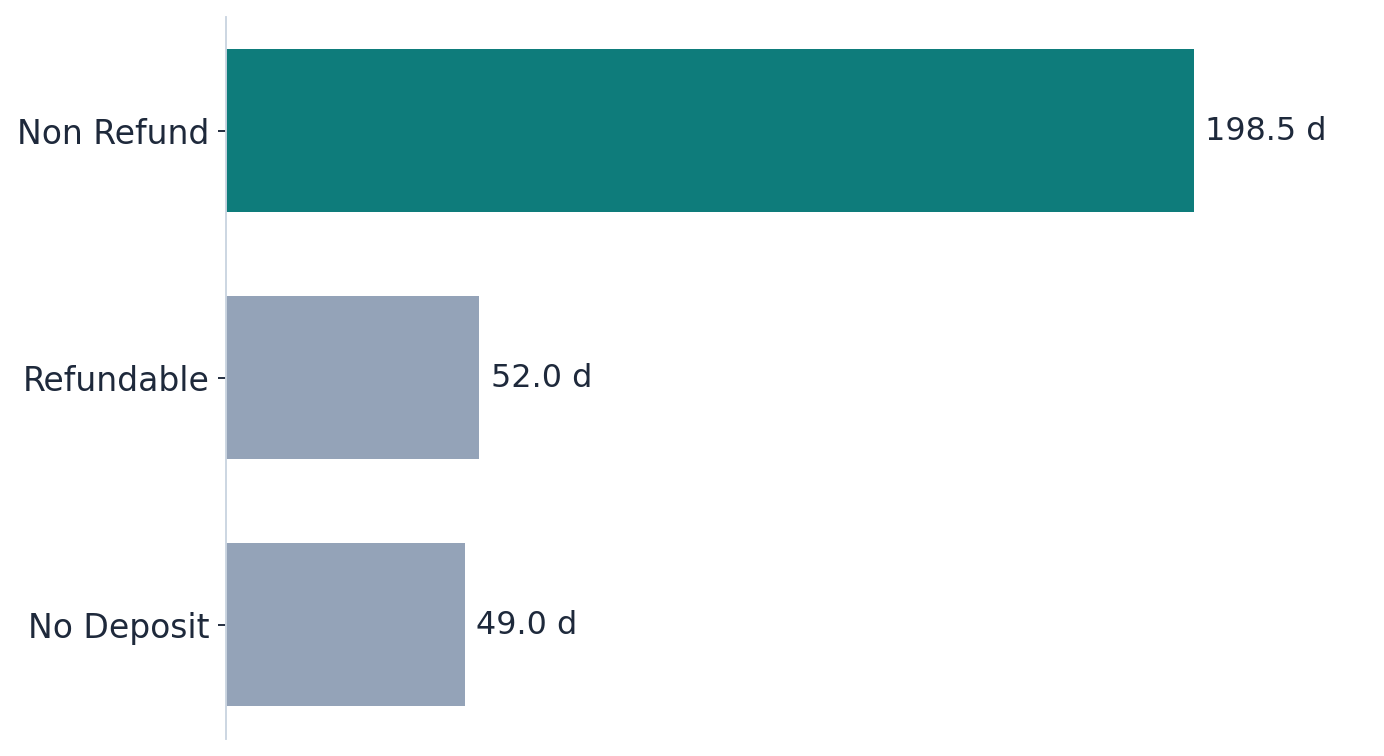 Non Refund 198.5 d
Refundable 52.0 d
No Deposit 49.0 d